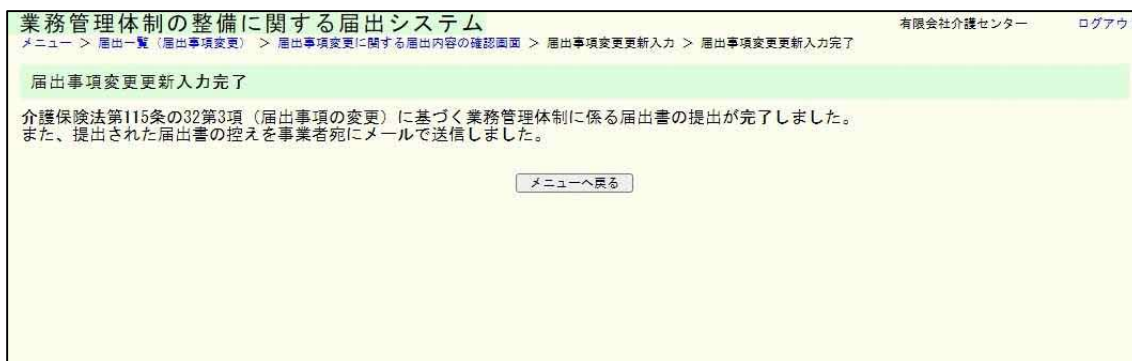 業務管理体制の整備に関する届出システム
有限会社介護センター
ログアウ
メニュー ＞ 届出一覧（届出事項変更） ＞ 届出事項変更に関する届出内容の確認画面 ＞ 届出事項変更更新入力 ＞ 届出事項変更更新入力完了
届出事項変更更新入力完了
介護保険法第115条の32第3項（届出事項の変更）に基づく業務管理体制に係る届出書の提出が完了しました。
また、提出された届出書の控えを事業者宛にメールで送信しました。
メニューへ戻る